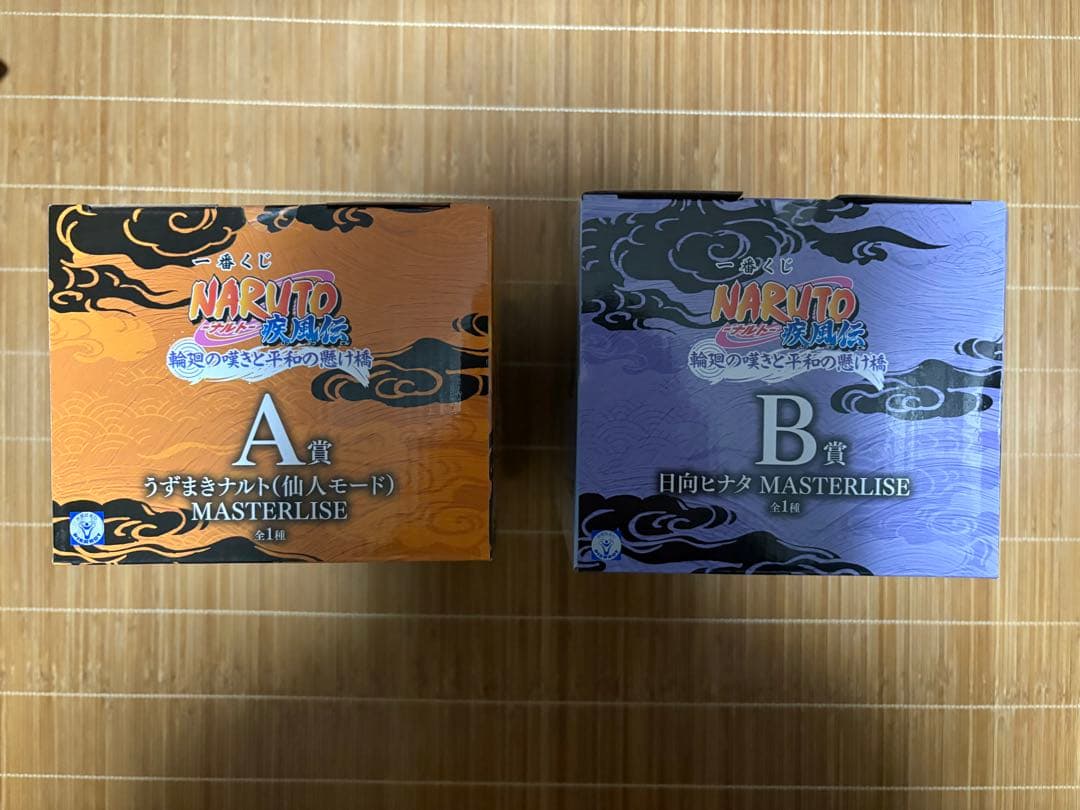 一番くじ
NARUTO
-ナルト-
疾風伝
輪廻の嘆きと平和の懸け橋
A賞
うずまきナルト(仙人モード)
MASTERLISE
全1種
一番くじ
NARUTO
-ナルト-
疾風伝
輪廻の嘆きと平和の懸け橋
B賞
日向ヒナタ MASTERLISE
全1種